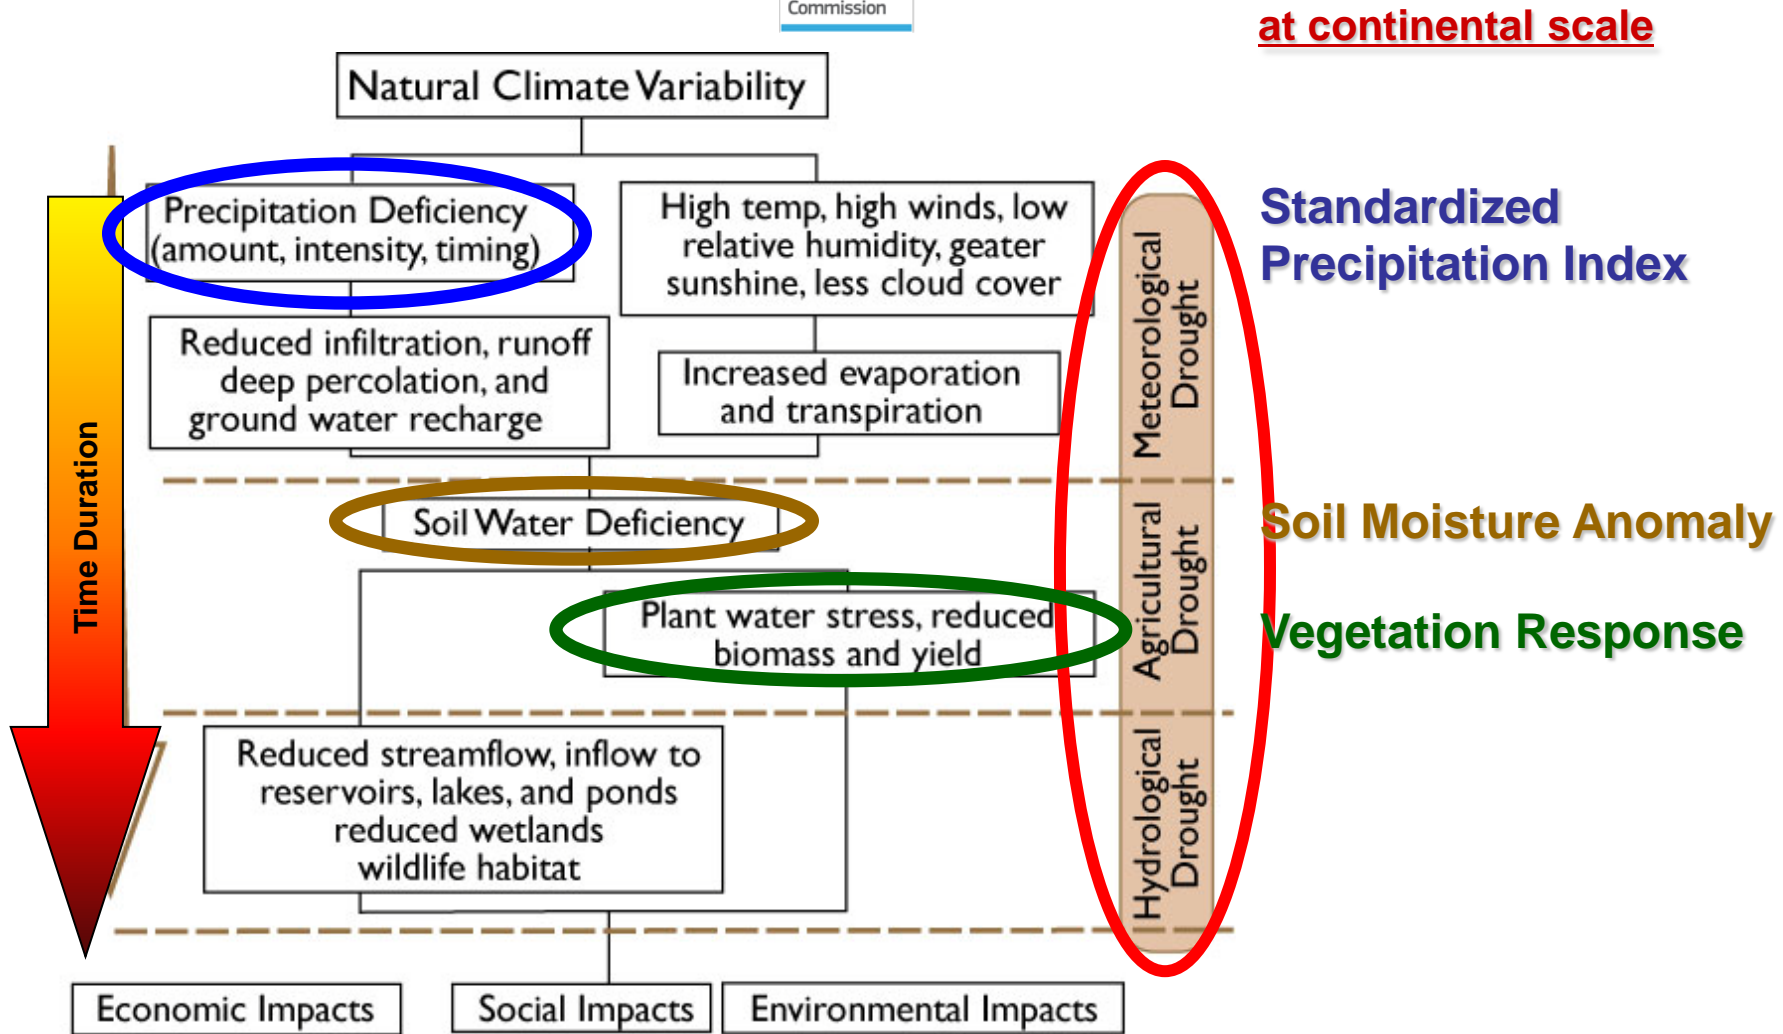 Commission
at continental scale
Natural Climate Variability
Precipitation Deficiency
(amount, intensity, timing)
High temp, high winds, low
relative humidity, geater
sunshine, less cloud cover
Reduced infiltration, runoff
deep percolation, and
ground water recharge
Increased evaporation
and transpiration
Meteorological
Drought
Standardized
Precipitation Index
Time Duration
Soil Water Deficiency
Plant water stress, reduced
biomass and yield
Agricultural
Drought
Soil Moisture Anomaly
Vegetation Response
Reduced streamflow, inflow to
reservoirs, lakes, and ponds
reduced wetlands
wildlife habitat
Hydrological
Drought
Economic Impacts
Social Impacts
Environmental Impacts